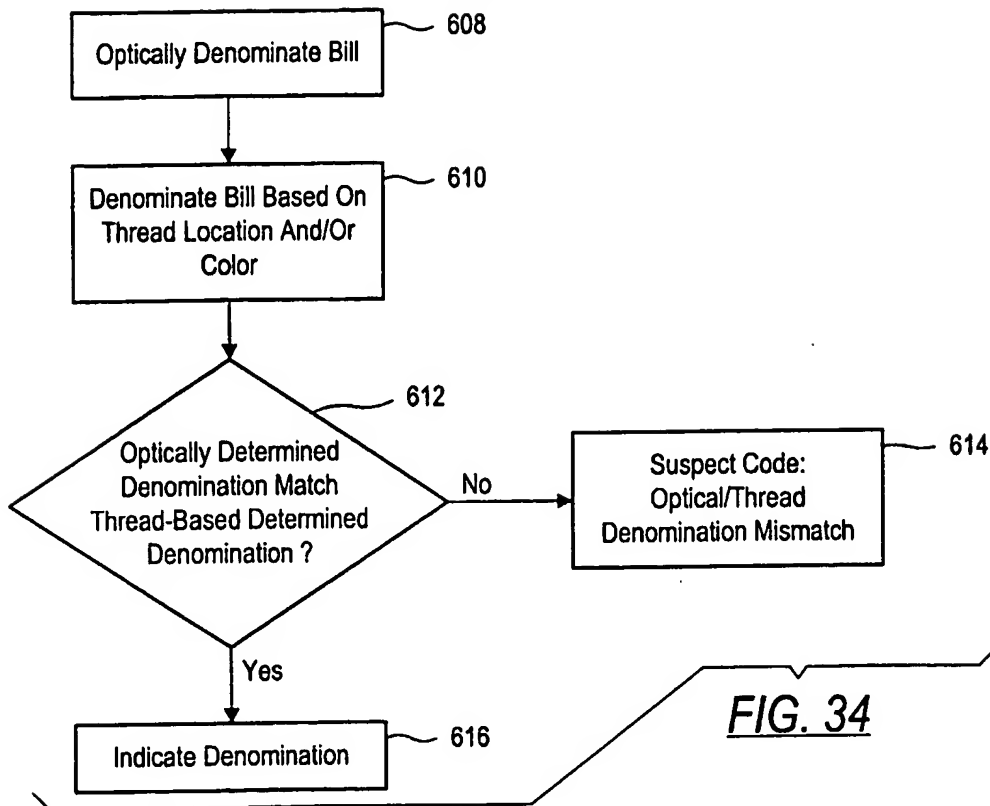 Optically Denominate Bill
608
Denominate Bill Based On
Thread Location And/Or
Color
610
612
Optically Determined
Denomination Match
Thread-Based Determined
Denomination ?
No
Suspect Code:
Optical/Thread
Denomination Mismatch
614
Yes
Indicate Denomination
616
FIG. 34